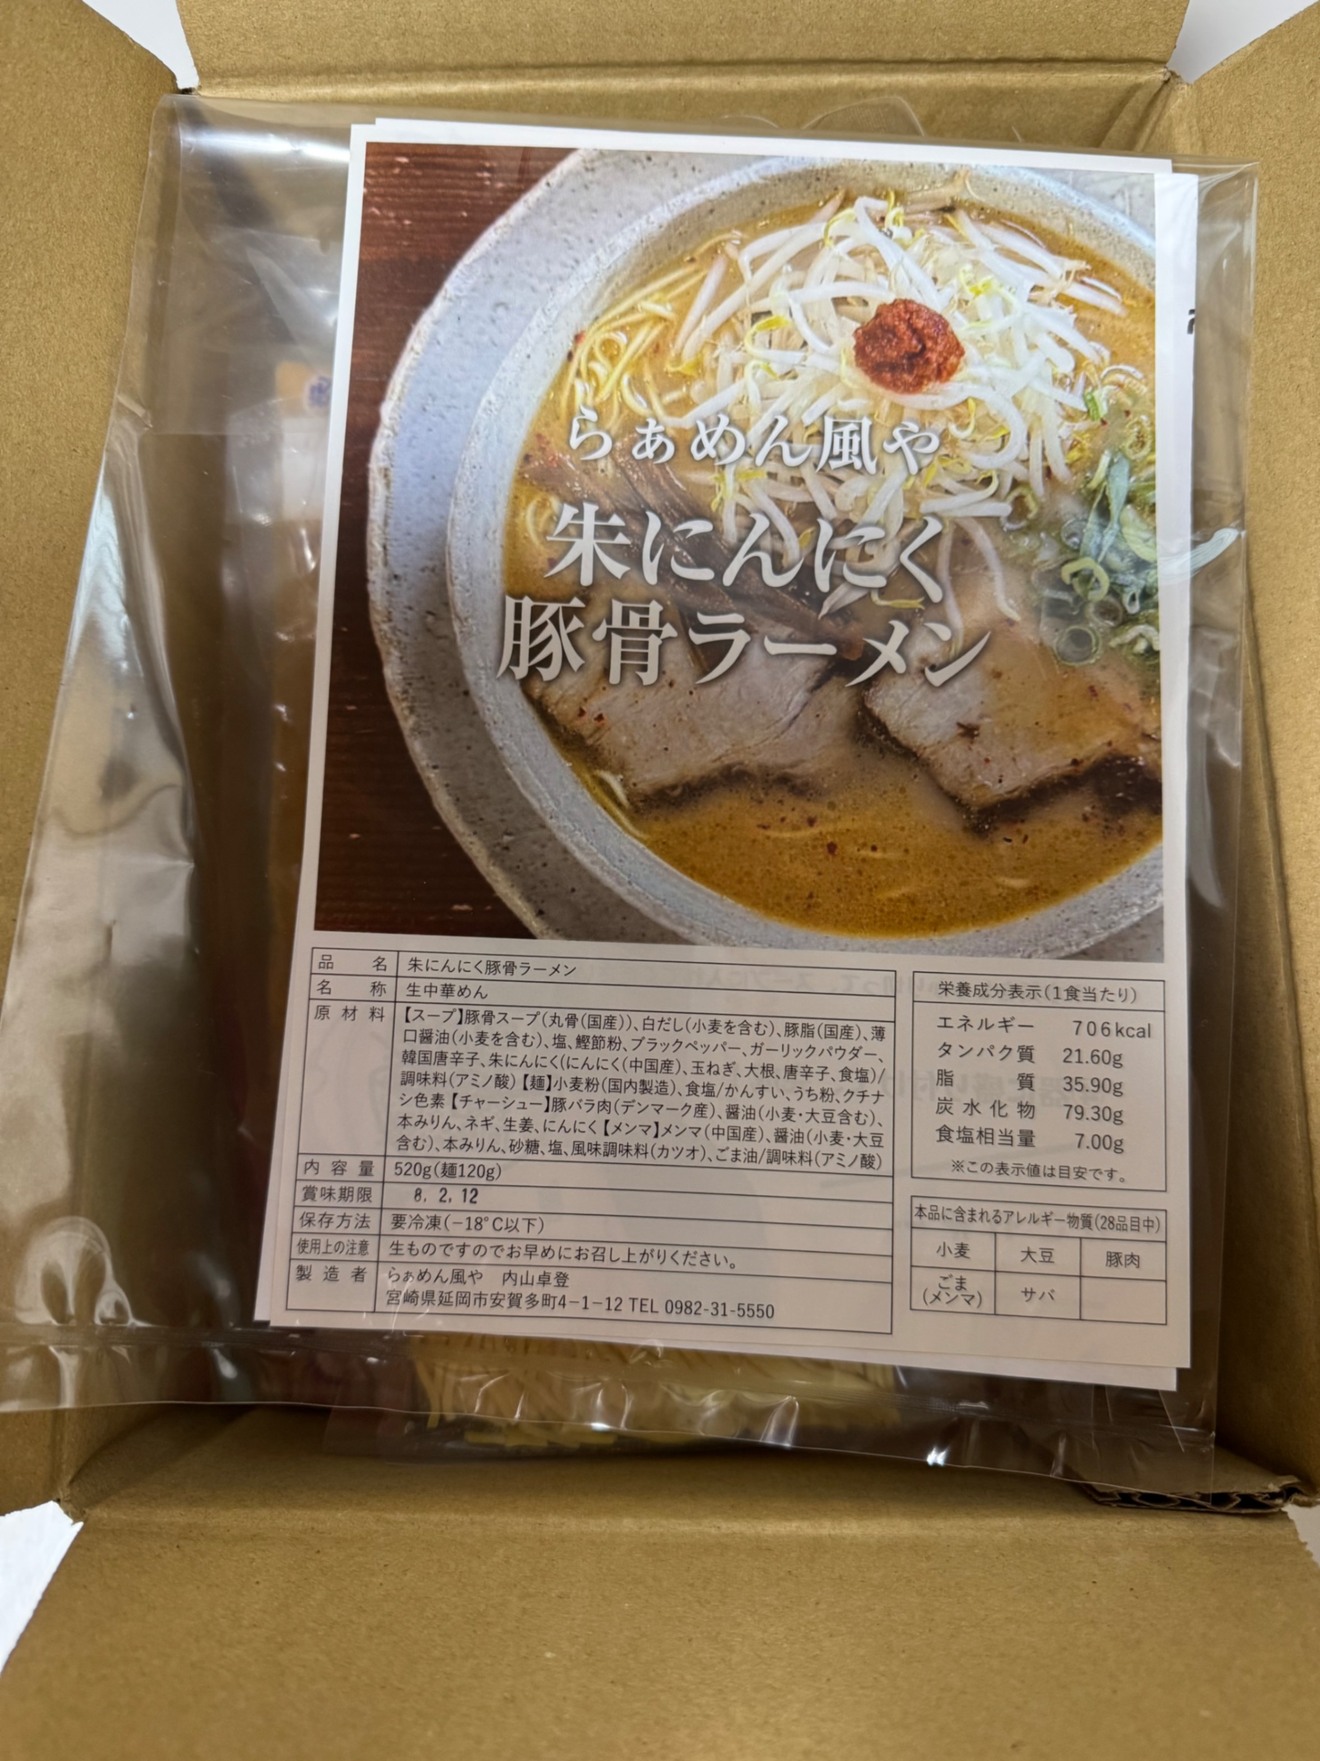 らぁめん風や
朱にんにく
豚骨ラーメン
品名 朱にんにく豚骨ラーメン
名称 生中華めん
原材料 【スープ】豚骨スープ(丸骨(国産))、白だし(小麦を含む)、豚脂(国産)、薄
口醤油(小麦を含む)、塩、鰹節粉、ブラックペッパー、ガーリックパウダー、
韓国唐辛子、朱にんにく(にんにく(中国産)、玉ねぎ、大根、唐辛子、食塩)/
調味料(アミノ酸)【麺】小麦粉(国内製造)、食塩/かんすい、うち粉、クチナ
シ色素【チャーシュー】豚バラ肉(デンマーク産)、醤油(小麦・大豆含む)、
本みりん、ネギ、生姜、にんにく【メンマ】メンマ(中国産)、醤油(小麦・大豆
含む)、本みりん、砂糖、塩、風味調味料(カツオ)、ごま油/調味料(アミノ酸)
内容量 520g(麺120g)
賞味期限 8. 2. 12
保存方法 要冷凍(−18°C以下)
使用上の注意 生ものですのでお早めにお召し上がりください。
製造者 らぁめん風や 内山卓登
宮崎県延岡市安賀多町4−1−12 TEL 0982-31-5550
栄養成分表示(1食当たり)
エネルギー 706kcal
タンパク質 21.60g
脂質 35.90g
炭水化物 79.30g
食塩相当量 7.00g
※この表示値は目安です。
本品に含まれるアレルギー物質(28品目中)
小麦 大豆 豚肉
ごま
(メンマ) サバ